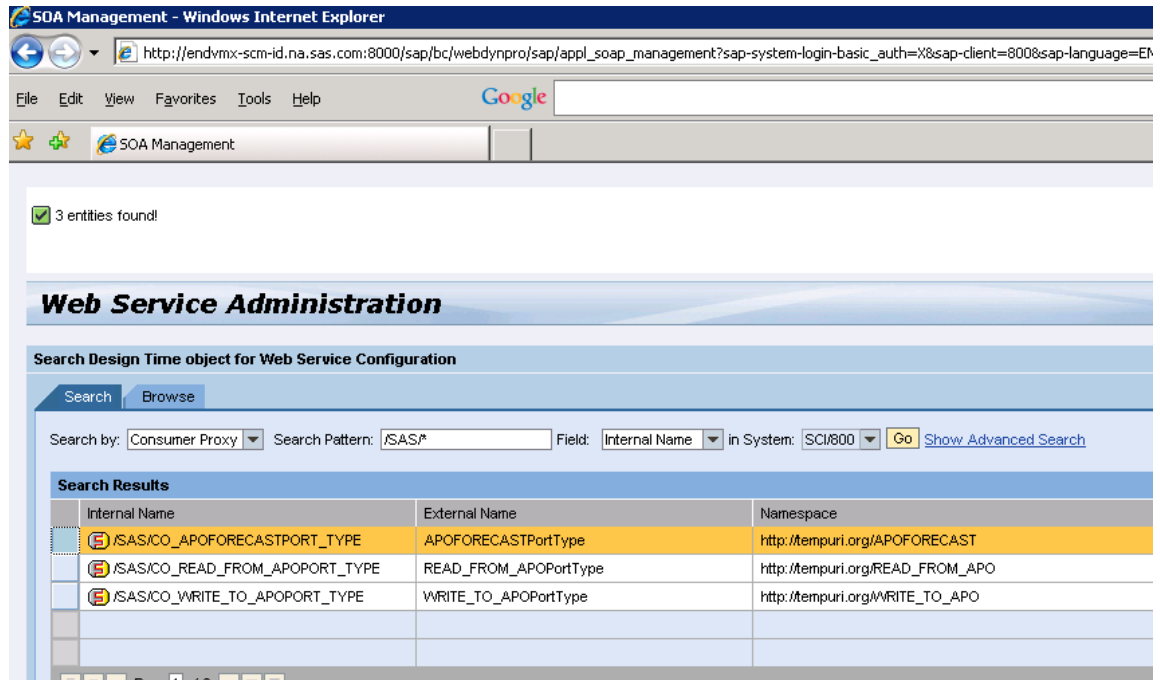 SOA Management - Windows Internet Explorer
http://endvmx-scm-id.na.sas.com:8000/sap/bc/webdynpro/sap/appl_soap_management?sap-system-login-basic_auth=X&sap-client=800&sap-language=EN
File Edit View Favorites Tools Help Google
SOA Management
3 entities found!
Web Service Administration
Search Design Time object for Web Service Configuration
Search Browse
Search by: Consumer Proxy Search Pattern: /SAS/* Field: Internal Name in System: SCI/800 Go Show Advanced Search
Search Results
Internal Name External Name Namespace
/SAS/CO_APOFORECASTPORT_TYPE APOFORECASTPortType http://tempuri.org/APOFORECAST
/SAS/CO_READ_FROM_APOPORT_TYPE READ_FROM_APOPortType http://tempuri.org/READ_FROM_APO
/SAS/CO_WRITE_TO_APOPORT_TYPE WRITE_TO_APOPortType http://tempuri.org/WRITE_TO_APO